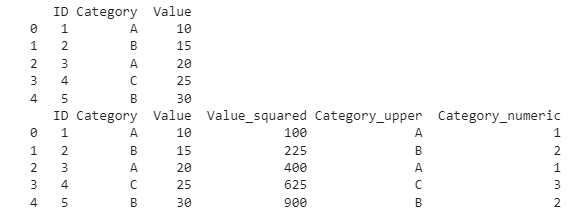 ID Category Value
0 1 A 10
1 2 B 15
2 3 A 20
3 4 C 25
4 5 B 30
ID Category Value Value_squared Category_upper Category_numeric
0 1 A 10 100 A 1
1 2 B 15 225 B 2
2 3 A 20 400 A 1
3 4 C 25 625 C 3
4 5 B 30 900 B 2